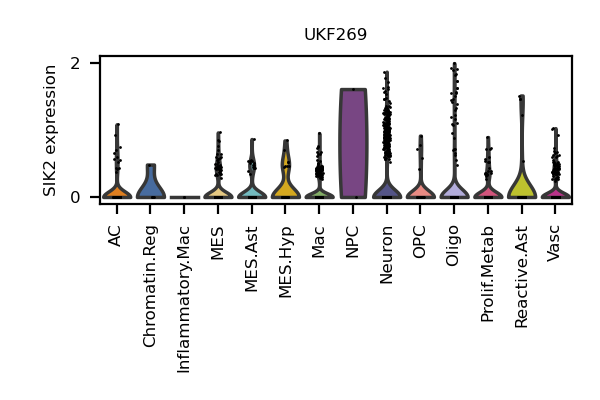 UKF269
SIK2 expression
2
0
AC
Chromatin.Reg
Inflammatory.Mac
MES
MES.Ast
MES.Hyp
Mac
NPC
Neuron
OPC
Oligo
Prolif.Metab
Reactive.Ast
Vasc